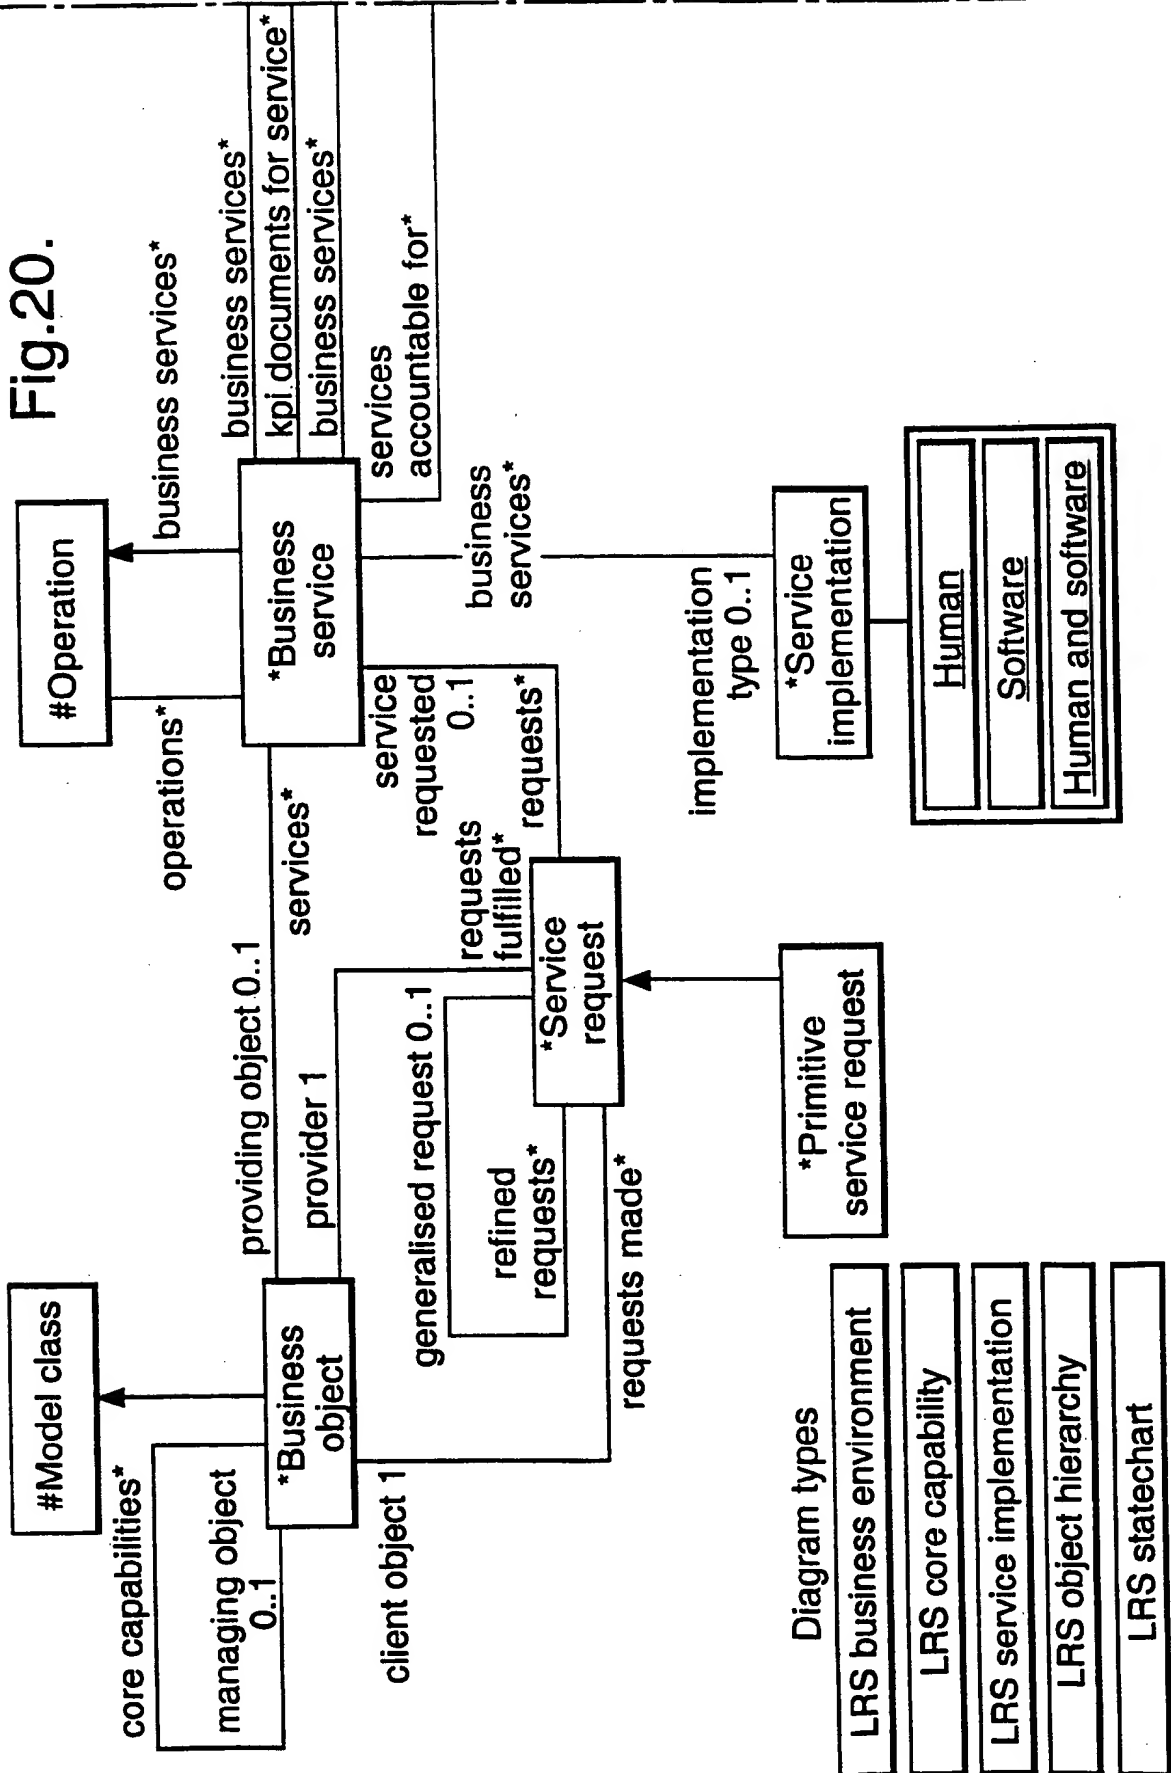 Fig.20.
#Model class
#Operation
core capabilities*
managing object
0..1
*Business
object
client object 1
providing object 0..1
services*
provider 1
operations*
business services*
*Business
service
business services*
kpi documents for service*
business services*
services
accountable for*
service
requested
0..1
requests*
requests
fulfilled*
business
services*
generalised request 0..1
refined
requests*
requests made*
*Service
request
*Primitive
service request
implementation
type 0..1
*Service
implementation
Human
Software
Human and software
Diagram types
LRS business environment
LRS core capability
LRS service implementation
LRS object hierarchy
LRS statechart